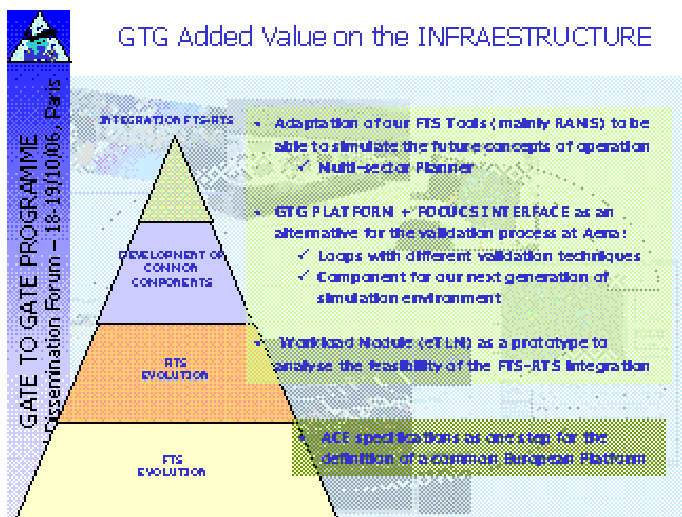 GTG Added Value on the INFRAESTRUCTURE
GATE TO GATE PROGRAMME
Dissemination Forum – 18-19/10/06, Paris
INTEGRATION FTS-RTS
DEVELOPMENT OF
COMMON
COMPONENTS
RTS
EVOLUTION
FTS
EVOLUTION
• Adaptation of our FTS Tools (mainly RAMS) to be
able to simulate the future concepts of operation
✓ Multi-sector Planner
• GTG PLATFORM + FOCUCS INTERFACE as an
alternative for the validation process at Aena:
✓ Loops with different validation techniques
✓ Component for our next generation of
simulation environment
• Workload Module (eTLM) as a prototype to
analyse the feasibility of the FTS-RTS Integration
• ACE specifications as one step for the
definition of a common European Platform